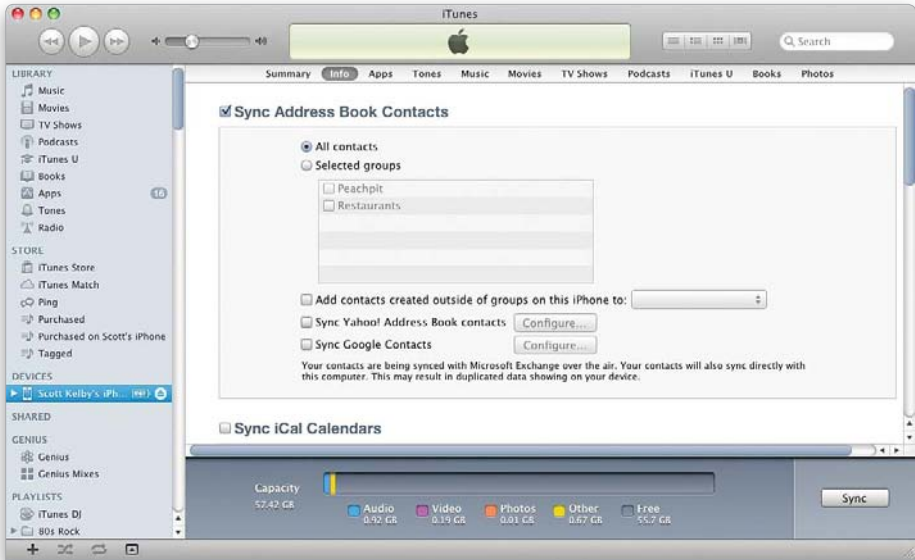 iTunes
Search
LIBRARY
Music
Movies
TV Shows
Podcasts
iTunes U
Books
Apps 16
Tones
Radio
STORE
iTunes Store
iTunes Match
Ping
Purchased
Purchased on Scott's iPhone
Tagged
DEVICES
Scott Kelby's iPh...
SHARED
GENIUS
Genius
Genius Mixes
PLAYLISTS
iTunes DJ
80s Rock
Summary Info Apps Tones Music Movies TV Shows Podcasts iTunes U Books Photos
Sync Address Book Contacts
All contacts
Selected groups
Peachpit
Restaurants
Add contacts created outside of groups on this iPhone to:
Sync Yahoo! Address Book contacts Configure...
Sync Google Contacts Configure...
Your contacts are being synced with Microsoft Exchange over the air. Your contacts will also sync directly with
this computer. This may result in duplicated data showing on your device.
Sync iCal Calendars
Capacity
57.42 GB
Audio
0.92 GB
Video
0.19 GB
Photos
0.01 GB
Other
0.67 GB
Free
55.7 GB
Sync